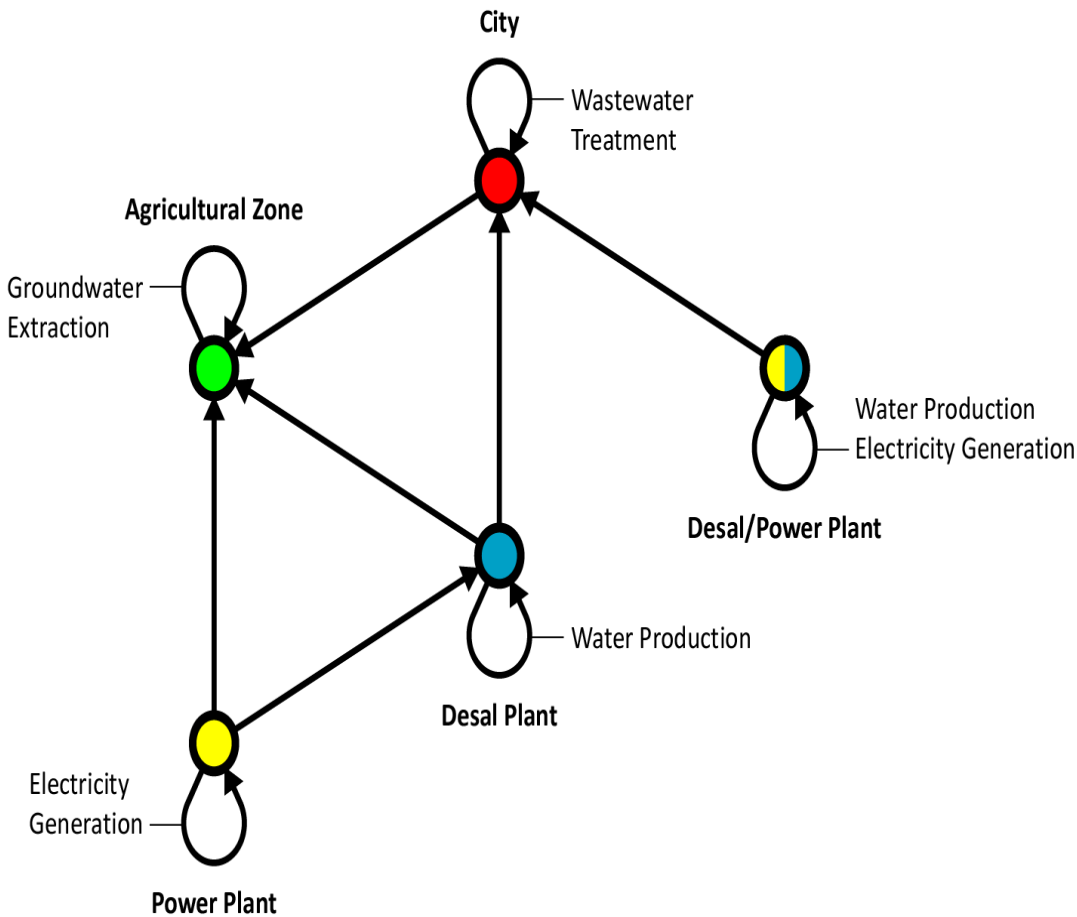 City
Wastewater
Treatment
Agricultural Zone
Groundwater
Extraction
Water Production
Electricity Generation
Desal/Power Plant
Water Production
Desal Plant
Electricity
Generation
Power Plant